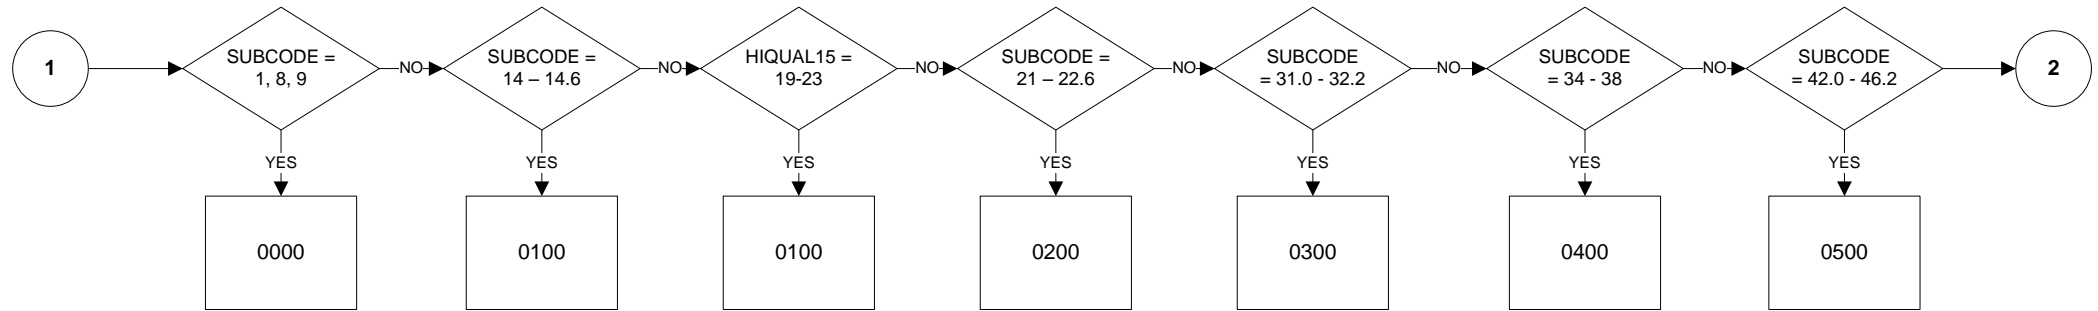 1
SUBCODE =
1, 8, 9
NO
SUBCODE =
14 – 14.6
NO
HIQUAL15 =
19-23
NO
SUBCODE =
21 – 22.6
NO
SUBCODE
= 31.0 - 32.2
NO
SUBCODE
= 34 - 38
NO
SUBCODE
= 42.0 - 46.2
2
YES
YES
YES
YES
YES
YES
YES
0000
0100
0100
0200
0300
0400
0500